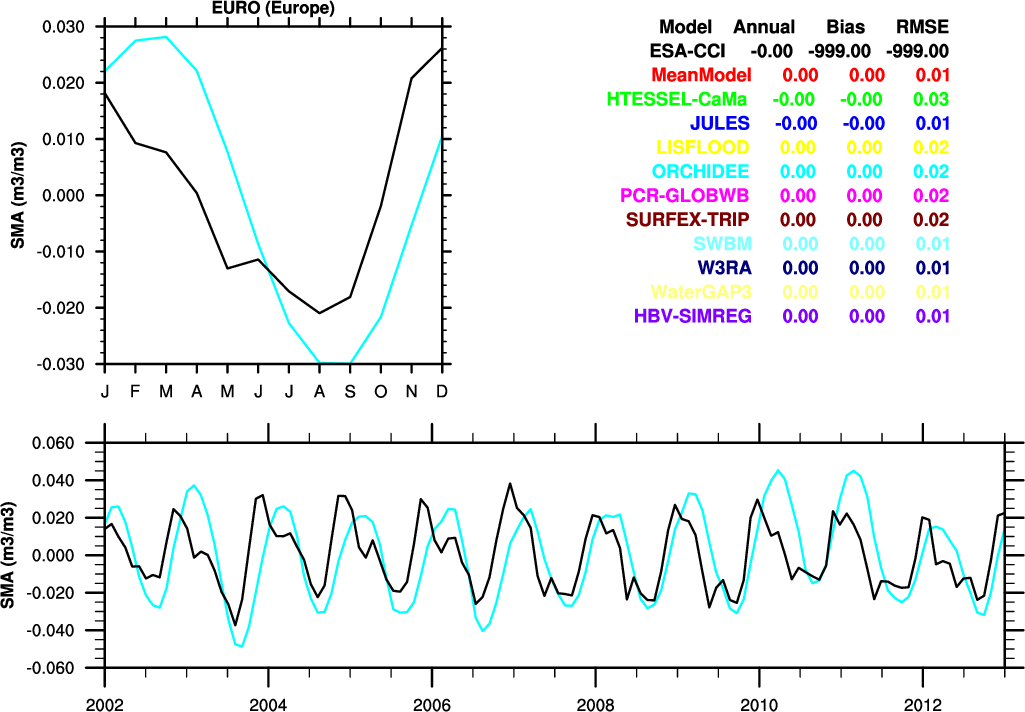 EURO (Europe)
0.030
0.020
0.010
0.000
-0.010
-0.020
-0.030
SMA (m3/m3)
J F M A M J J A S O N D
Model Annual Bias RMSE
ESA-CCI -0.00 -999.00 -999.00
MeanModel 0.00 0.00 0.01
HTESSEL-CaMa -0.00 -0.00 0.03
JULES -0.00 -0.00 0.01
LISFLOOD 0.00 0.00 0.02
ORCHIDEE 0.00 0.00 0.02
PCR-GLOBWB 0.00 0.00 0.02
SURFEX-TRIP 0.00 0.00 0.02
SWBM 0.00 0.00 0.01
W3RA 0.00 0.00 0.01
WaterGAP3 0.00 0.00 0.01
HBV-SIMREG 0.00 0.00 0.01
0.060
0.040
0.020
0.000
-0.020
-0.040
-0.060
SMA (m3/m3)
2002 2004 2006 2008 2010 2012